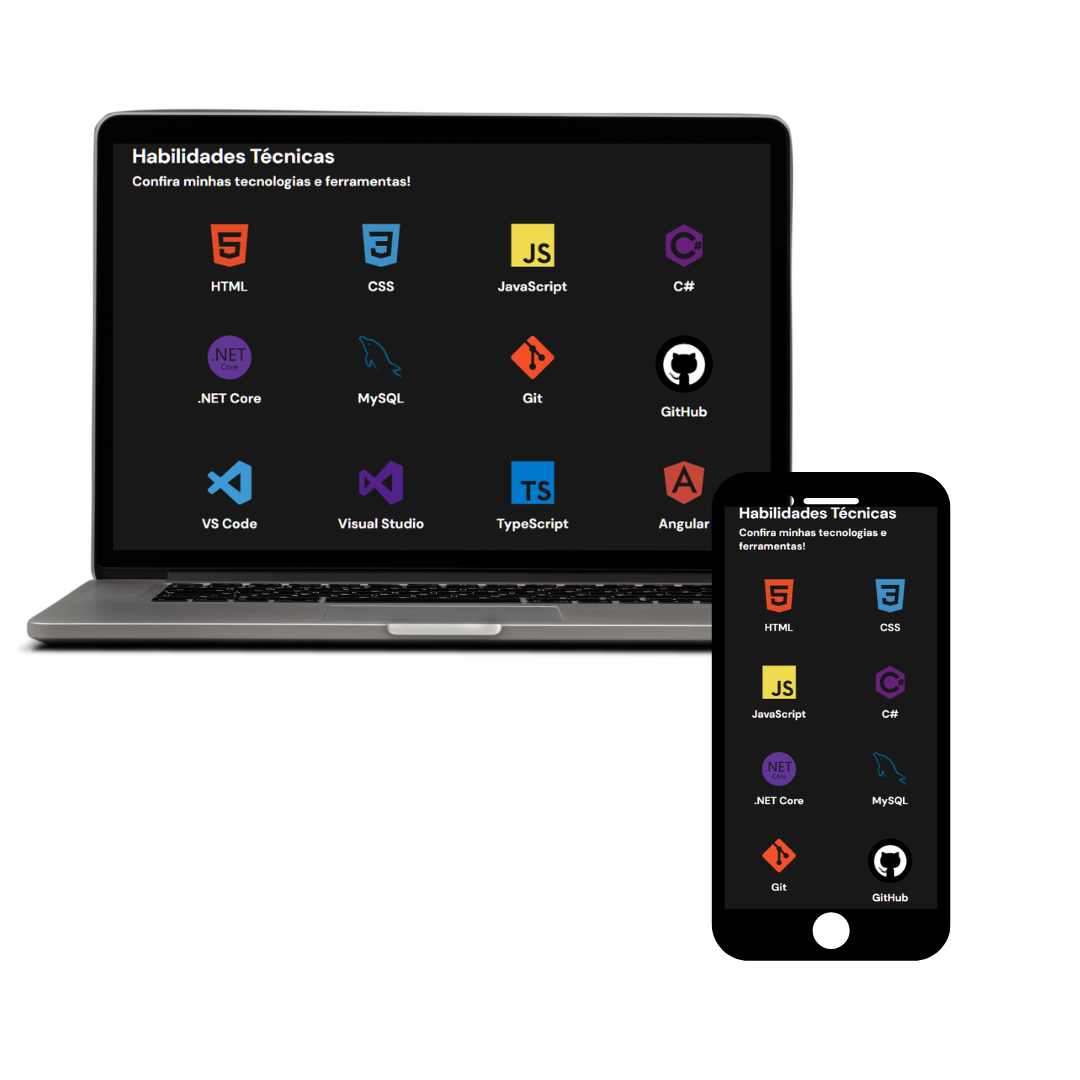 Habilidades Técnicas
Confira minhas tecnologias e ferramentas!
5
3
JS
C#
HTML
CSS
JavaScript
C#
.NET
Core
.NET Core
MySQL
Git
GitHub
TS
A
VS Code
Visual Studio
TypeScript
Angular
Habilidades Técnicas
Confira minhas tecnologias e
ferramentas!
5
3
HTML
CSS
JS
C#
JavaScript
C#
.NET
Core
.NET Core
MySQL
Git
GitHub